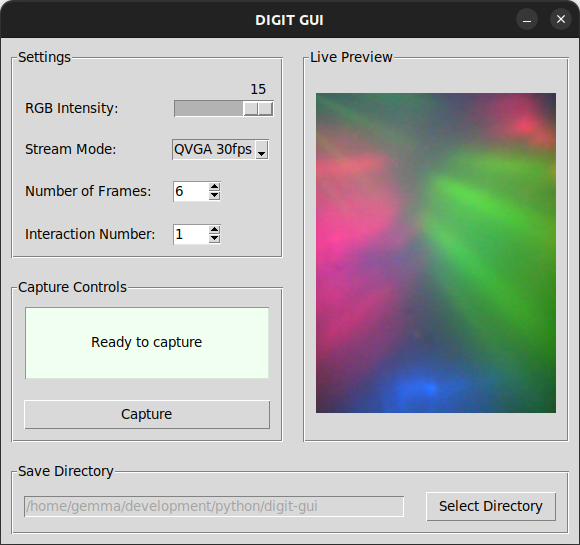 DIGIT GUI
Settings
15
RGB Intensity:
Stream Mode:
QVGA 30fps
Number of Frames:
6
Interaction Number:
1
Capture Controls
Ready to capture
Capture
Live Preview
Save Directory
/home/gemma/development/python/digit-gui
Select Directory